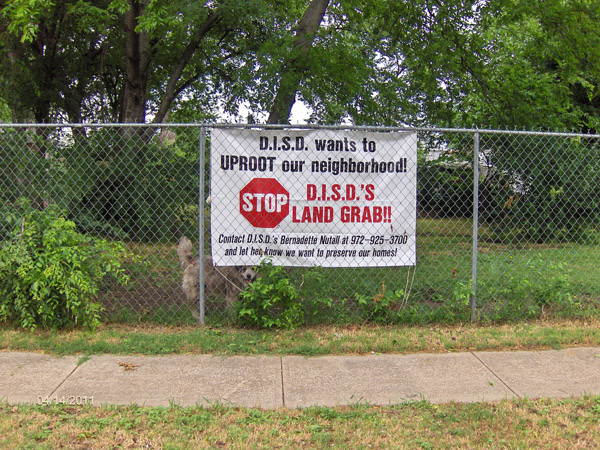 D.I.S.D. wants to
UPROOT our neighborhood!
STOP
D.I.S.D.'S
LAND GRAB!!
Contact D.I.S.D.'s Bernadette Nutall at 972-925-3700
and let her know we want to preserve our homes!
04/14/2011